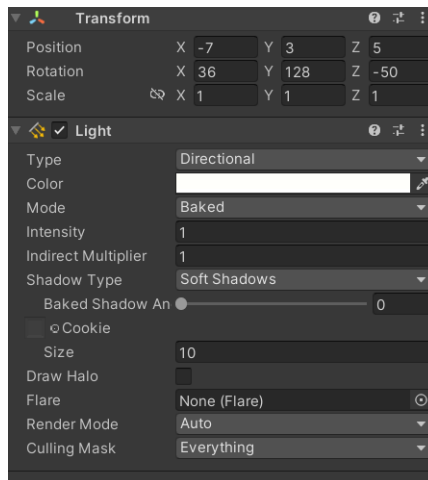 Transform
Position X -7 Y 3 Z 5
Rotation X 36 Y 128 Z -50
Scale X 1 Y 1 Z 1
Light
Type Directional
Color
Mode Baked
Intensity 1
Indirect Multiplier 1
Shadow Type Soft Shadows
Baked Shadow An 0
Cookie
Size 10
Draw Halo
Flare None (Flare)
Render Mode Auto
Culling Mask Everything